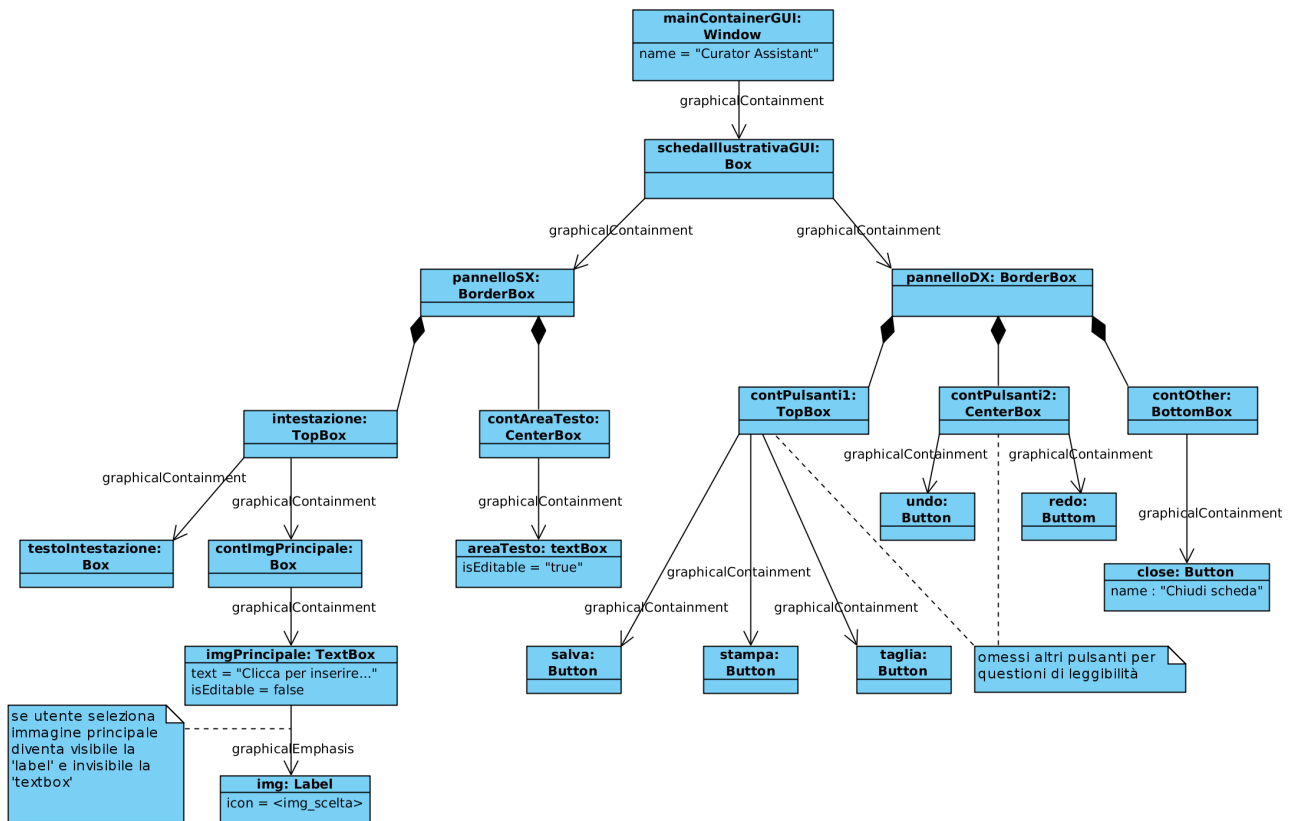 mainContainerGUI:
Window
name = "Curator Assistant"
graphicalContainment
schedaIllustrativaGUI:
Box
graphicalContainment
graphicalContainment
pannelloSX:
BorderBox
pannelloDX: BorderBox
intestazione:
TopBox
contAreaTesto:
CenterBox
contPulsanti1:
TopBox
contPulsanti2:
CenterBox
contOther:
BottomBox
graphicalContainment
graphicalContainment
graphicalContainment
graphicalContainment
graphicalContainment
graphicalContainment
undo:
Button
redo:
Buttom
testoIntestazione:
Box
contImgPrincipale:
Box
areaTesto: textBox
isEditable = "true"
close: Button
name : "Chiudi scheda"
graphicalContainment
graphicalContainment
graphicalContainment
graphicalContainment
imgPrincipale: TextBox
text = "Clicca per inserire..."
isEditable = false
salva:
Button
stampa:
Button
taglia:
Button
omessi altri pulsanti per
questioni di leggibilità
se utente seleziona
immagine principale
diventa visibile la
'label' e invisibile la
'textbox'
graphicalEmphasis
img: Label
icon = <img_scelta>